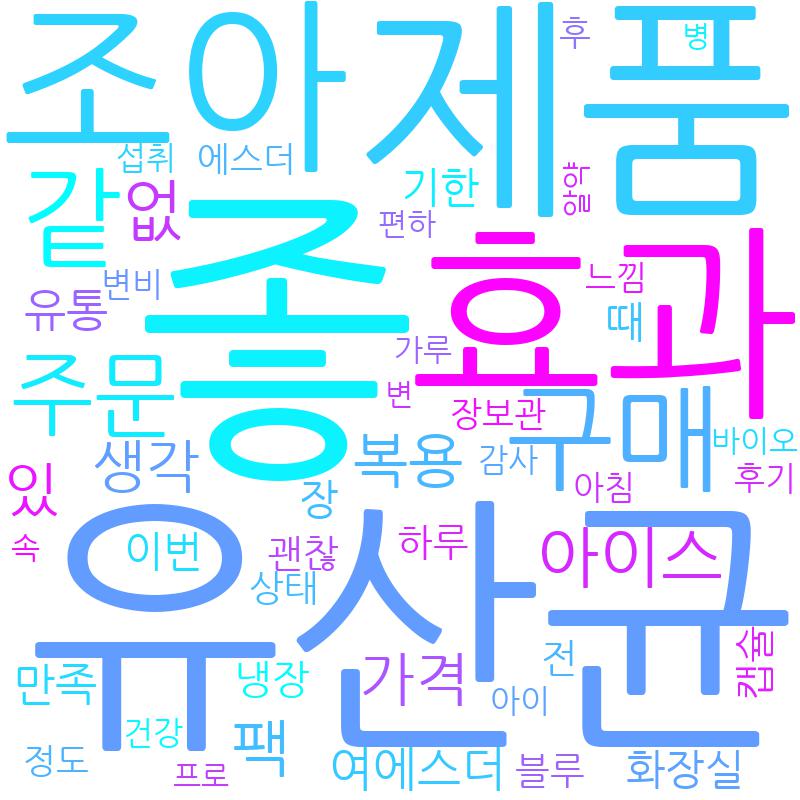 조아
제품
후
병
섭취
에스더
기한
알약
같
없
좋
편하
효과
느낌
때
변비
유통
가루
변
주문
장보관
구매
바이오
생각
복용
감사
있
장
아침
후기
속
이번
괜찮
하루
아이스
유산균
상태
만족
냉장
가격
전
아이
캡슐
건강
팩
정도
프로
여에스더
블루
화장실